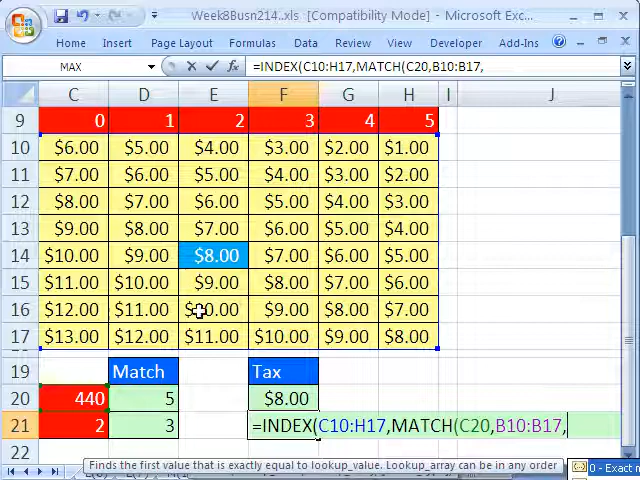 Week8Busn214..xls [Compatibility Mode] - Microsoft Exc...
Home Insert Page Layout Formulas Data Review View Developer Add-Ins
MAX =INDEX(C10:H17,MATCH(C20,B10:B17,
C D E F G H I J
9 0 1 2 3 4 5
10 $6.00 $5.00 $4.00 $3.00 $2.00 $1.00
11 $7.00 $6.00 $5.00 $4.00 $3.00 $2.00
12 $8.00 $7.00 $6.00 $5.00 $4.00 $3.00
13 $9.00 $8.00 $7.00 $6.00 $5.00 $4.00
14 $10.00 $9.00 $8.00 $7.00 $6.00 $5.00
15 $11.00 $10.00 $9.00 $8.00 $7.00 $6.00
16 $12.00 $11.00 $9.00 $8.00 $7.00
17 $13.00 $12.00 $11.00 $10.00 $9.00 $8.00
19 Match Tax
20 440 5 $8.00
21 2 3 =INDEX(C10:H17,MATCH(C20,B10:B17,
22
Finds the first value that is exactly equal to lookup_value. Lookup_array can be in any order
0 - Exact m